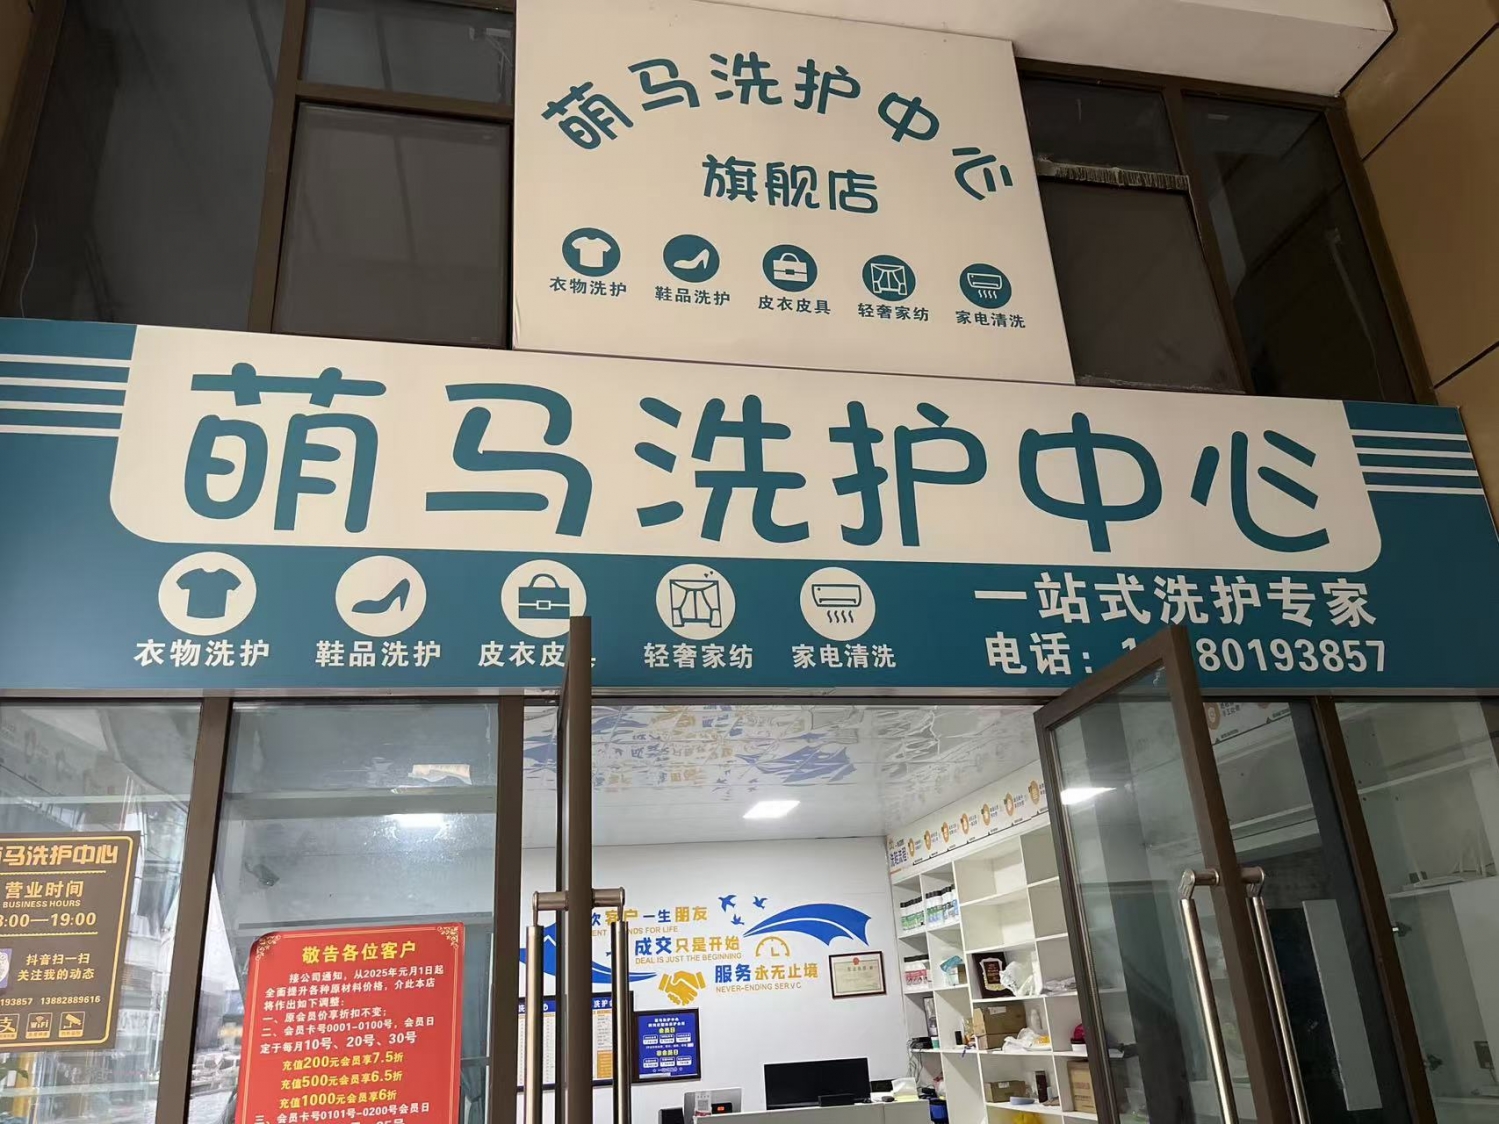 萌马洗护中心
旗舰店
衣物洗护 鞋品洗护 皮衣皮具 轻奢家纺 家电清洗
萌马洗护中心
衣物洗护 鞋品洗护 皮衣皮具 轻奢家纺 家电清洗
一站式洗护专家
电话：1 80193857
马洗护中心
营业时间
BUSINESS HOURS
:00—19:00
抖音扫一扫
关注我的动态
193857 13882889616
WiFi
敬告各位客户
接公司通知，从2025年元月1日起
全面提升各种原材料价格，介此本店
将作出如下调整：
一、原会员价享折扣不变；
二、会员卡号0001-0100号，会员日
定于每月10号、20号、30号
充值200元会员享7.5折
充值500元会员享6.5折
充值1000元会员享6折
三、会员卡号0101号-0200号会员日
客户一生朋友
FOR LIFE
成交只是开始
DEAL IS JUST THE BEGINNING
服务永无止境
NEVER-ENDING SERVC
会员日